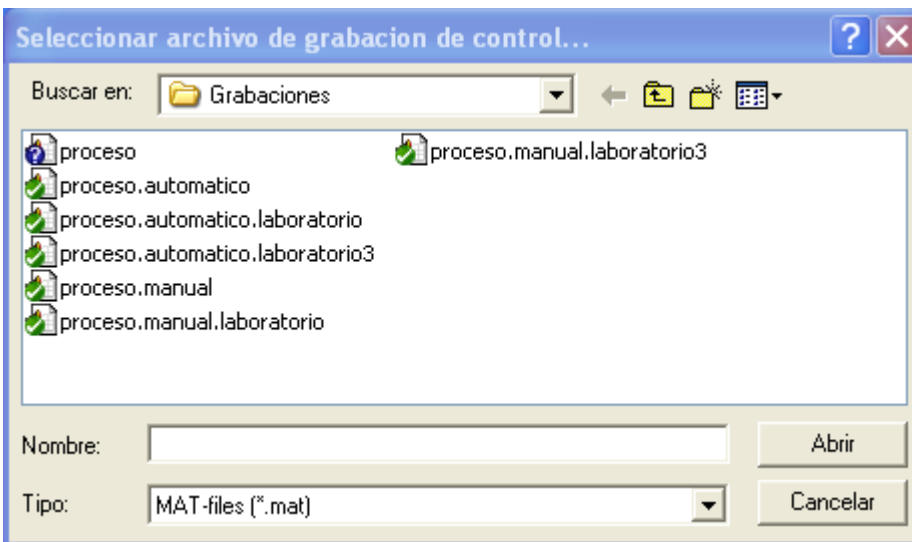 Seleccionar archivo de grabacion de control...
Buscar en: Grabaciones
proceso
proceso.automatico
proceso.automatico.laboratorio
proceso.automatico.laboratorio3
proceso.manual
proceso.manual.laboratorio
proceso.manual.laboratorio3
Nombre: Abrir
Tipo: MAT-files (*.mat) Cancelar